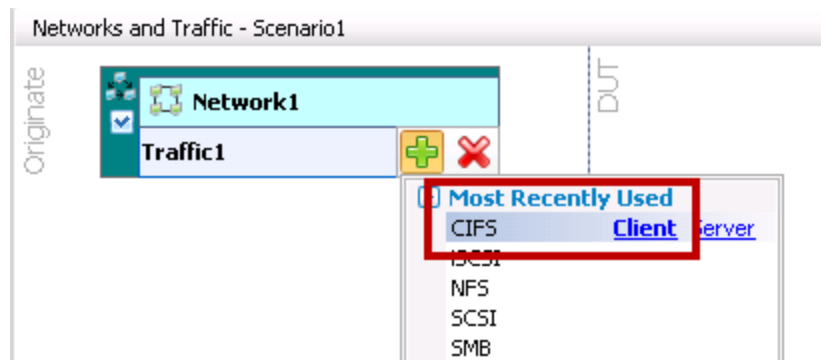 Networks and Traffic - Scenario1
Originate
DUT
Network1
Traffic1
Most Recently Used
CIFS Client Server
iSCSI
NFS
SCSI
SMB